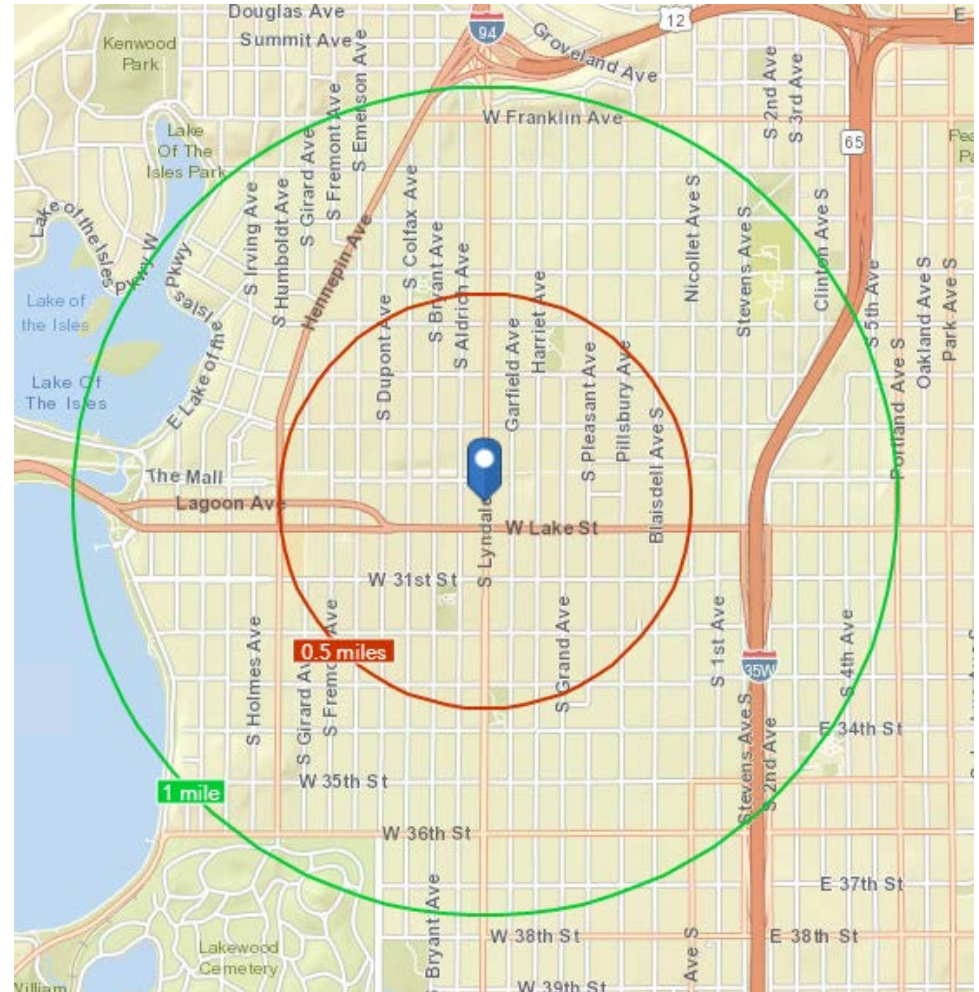 Douglas Ave
Summit Ave
Kenwood
Park
94
12
E
Groveland Ave
S Emerson Ave
S 2nd Ave
S 3rd Ave
W Franklin Ave
65
Lake
Of The
Isles Park
S Fremont Ave
S Girard Ave
S Humboldt Ave
S Irving Ave
Hennepin Ave
S Colfax Ave
S Bryant Ave
S Aldrich Ave
S Dupont Ave
Nicollet Ave S
Stevens Ave S
Clinton Ave S
S 5th Ave
Oakland Ave S
Park Ave S
Portland Ave S
Lake of the Isles
Pkwy W
Lake of
the Isles
Lake Of
The Isles
E Lake of the Isles Pkwy
Garfield Ave
Harriet Ave
S Pleasant Ave
Pillsbury Ave
Blaisdell Ave S
The Mall
Lagoon Ave
W Lake St
S Lyndale
W 31st St
0.5 miles
S Holmes Ave
S Girard Ave
S Fremo Ave
S Grand Ave
S 1st Ave
35W
S 4th Ave
E 34th St
Stevens Ave S
S 2nd Ave
W 35th St
1 mile
W 36th St
E 37th St
S Bryant Ave
W 38th St
E 38th St
Lakewood
Cemetery
Ave S
W 39th St
William